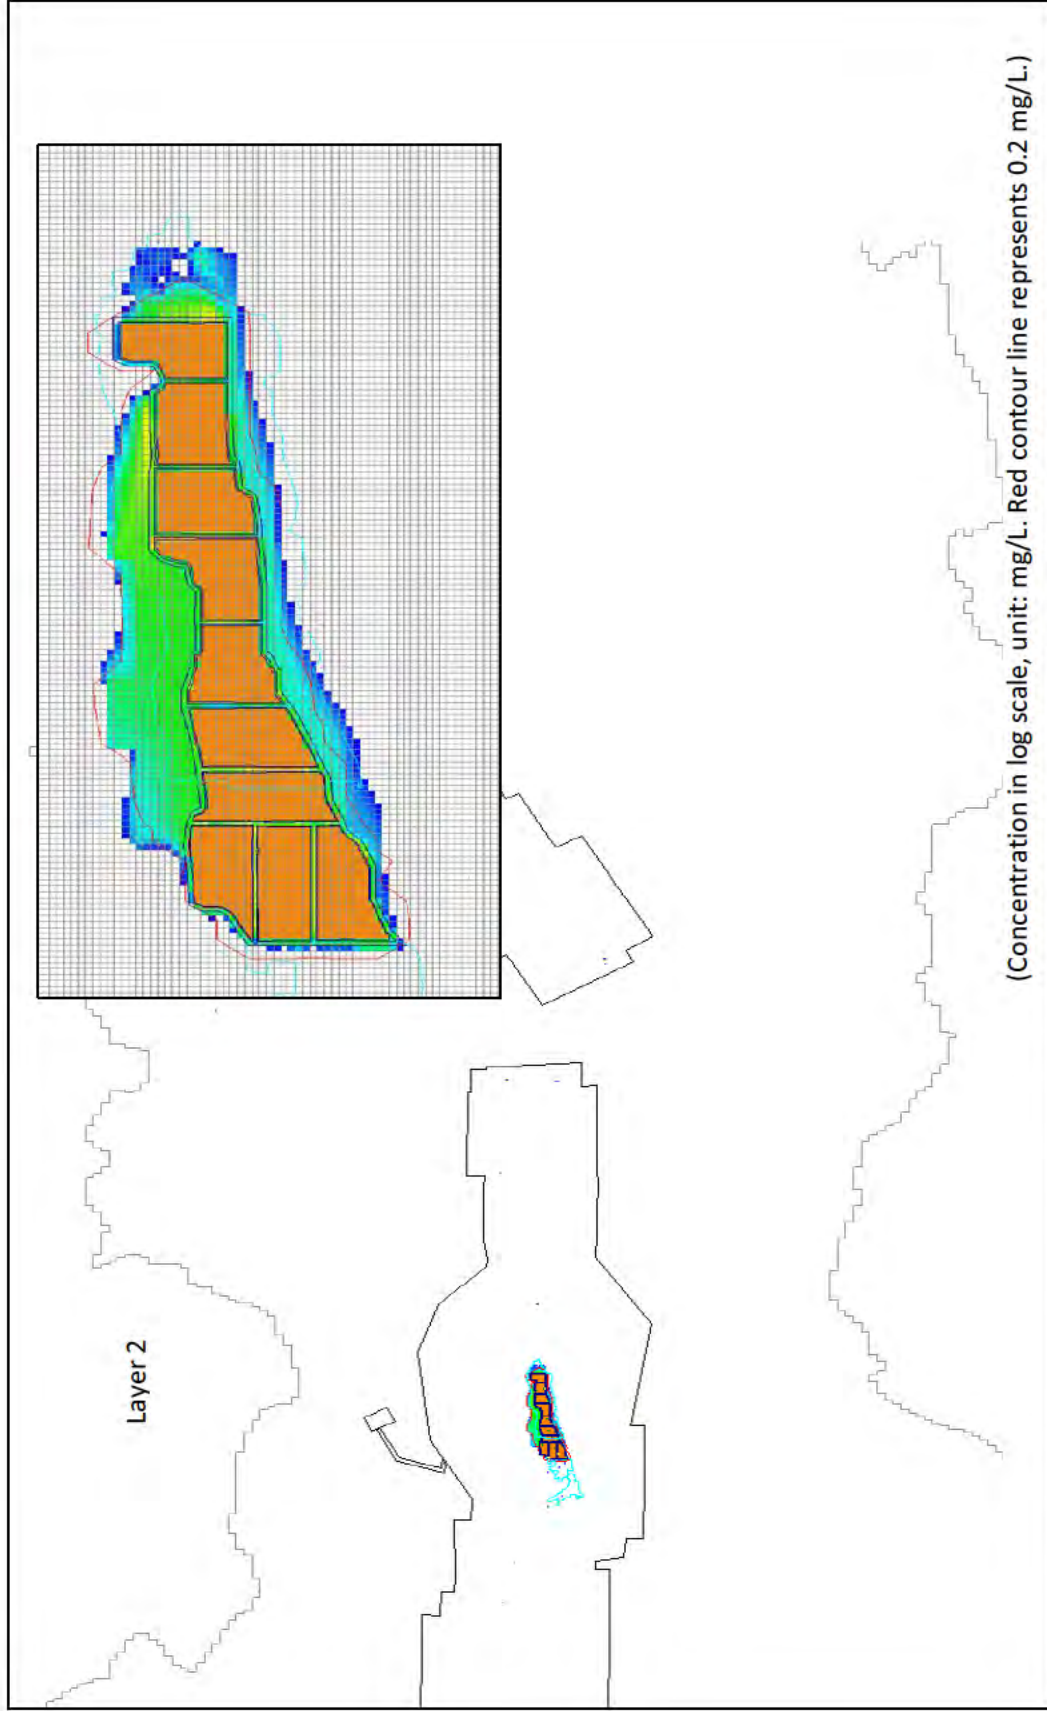 Layer 2
(Concentration in log scale, unit: mg/L. Red contour line represents 0.2 mg/L.)